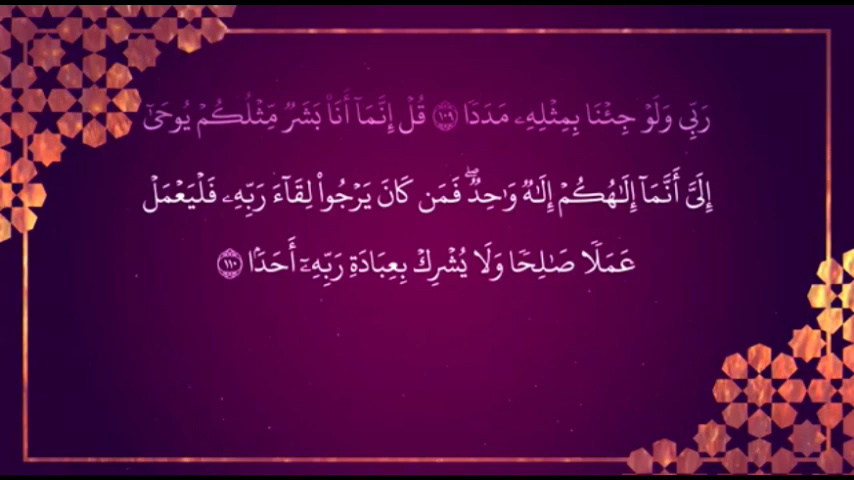 رَبِّي وَلَوْ جِئْنَا بِمِثْلِهِۦ مَدَدًا ١٠٩ قُلْ إِنَّمَآ أَنَا۠ بَشَرٌ مِّثْلُكُمْ يُوحَىٰٓ
إِلَىَّ أَنَّمَآ إِلَٰهُكُمْ إِلَٰهٌ وَٰحِدٌ ۖ فَمَن كَانَ يَرْجُوا۟ لِقَآءَ رَبِّهِۦ فَلْيَعْمَلْ
عَمَلًا صَٰلِحًا وَلَا يُشْرِكْ بِعِبَادَةِ رَبِّهِۦٓ أَحَدًۢا ١١٠